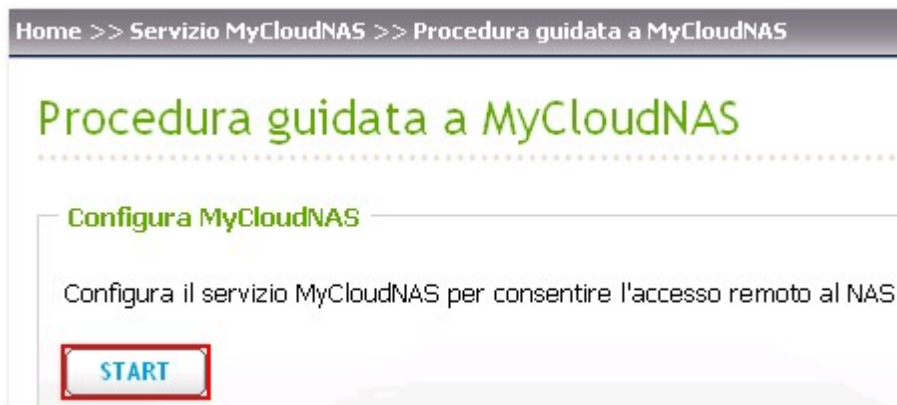 Home >> Servizio MyCloudNAS >> Procedura guidata a MyCloudNAS
Procedura guidata a MyCloudNAS
Configura MyCloudNAS
Configura il servizio MyCloudNAS per consentire l'accesso remoto al NAS
START